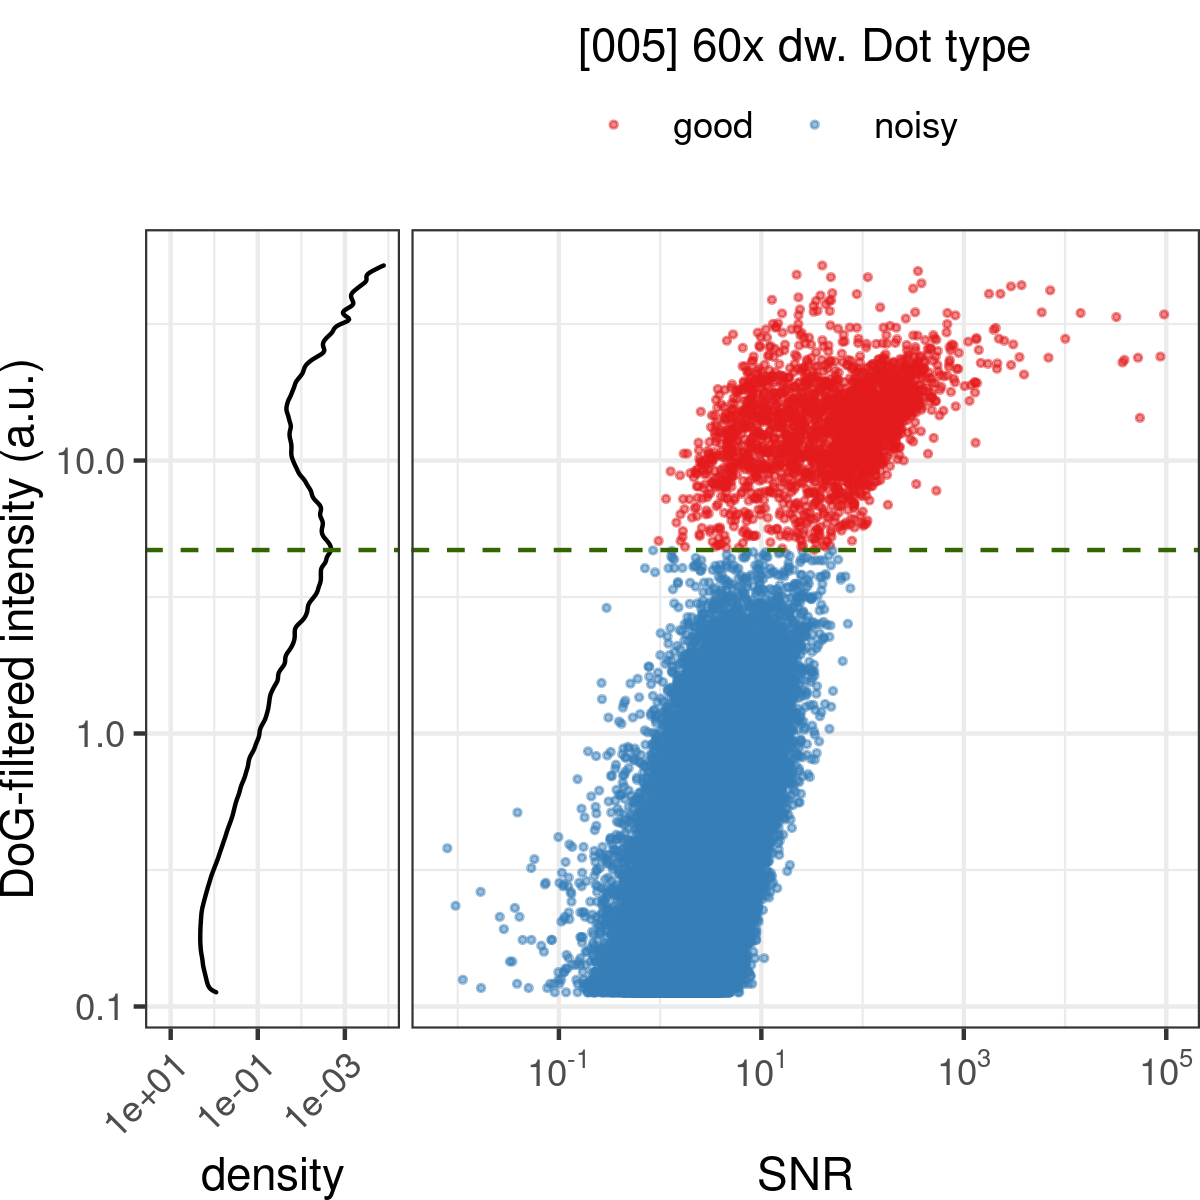 [005] 60x dw. Dot type
good noisy
DoG-filtered intensity (a.u.)
10.0
1.0
0.1
1e+01 1e-01 1e-03
10-1 101 103 105
density SNR